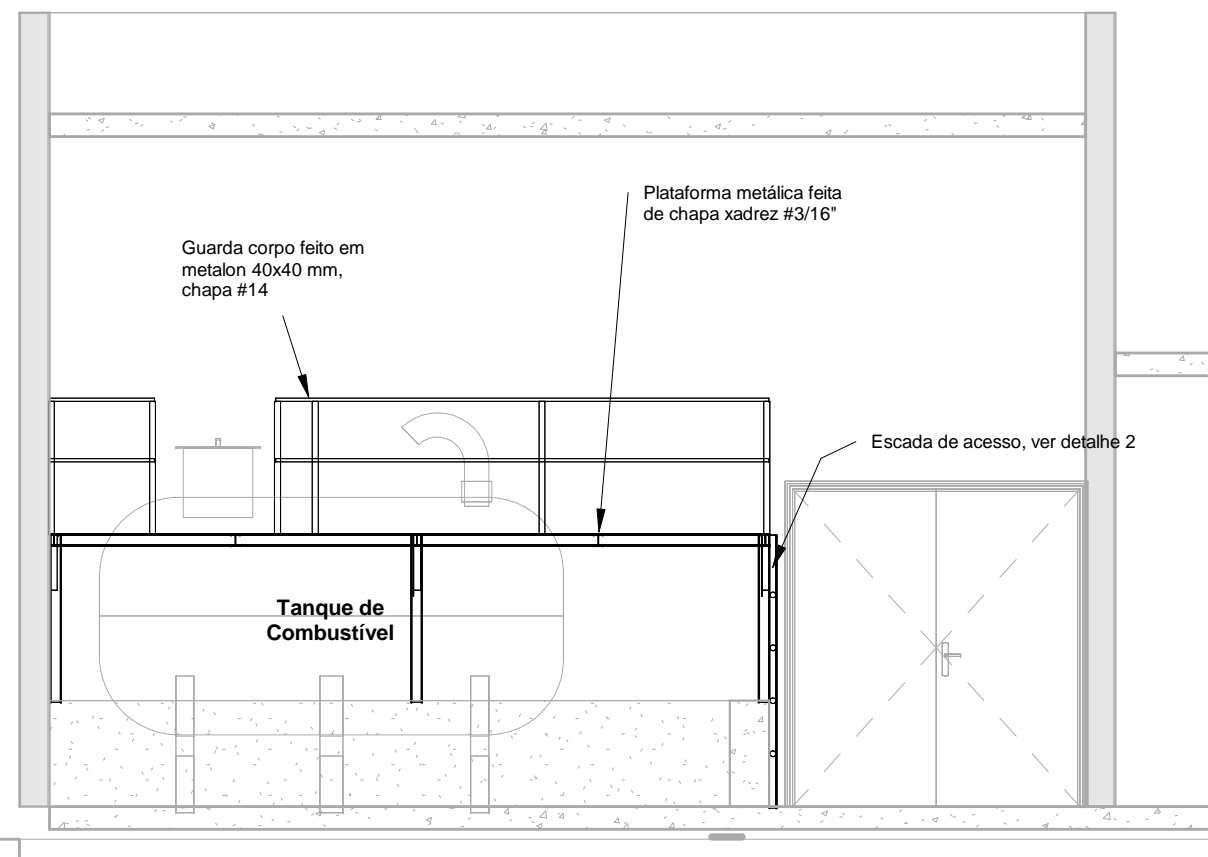 Plataforma metálica feita
de chapa xadrez #3/16"
Guarda corpo feito em
metalon 40x40 mm,
chapa #14
Escada de acesso, ver detalhe 2
Tanque de
Combustível